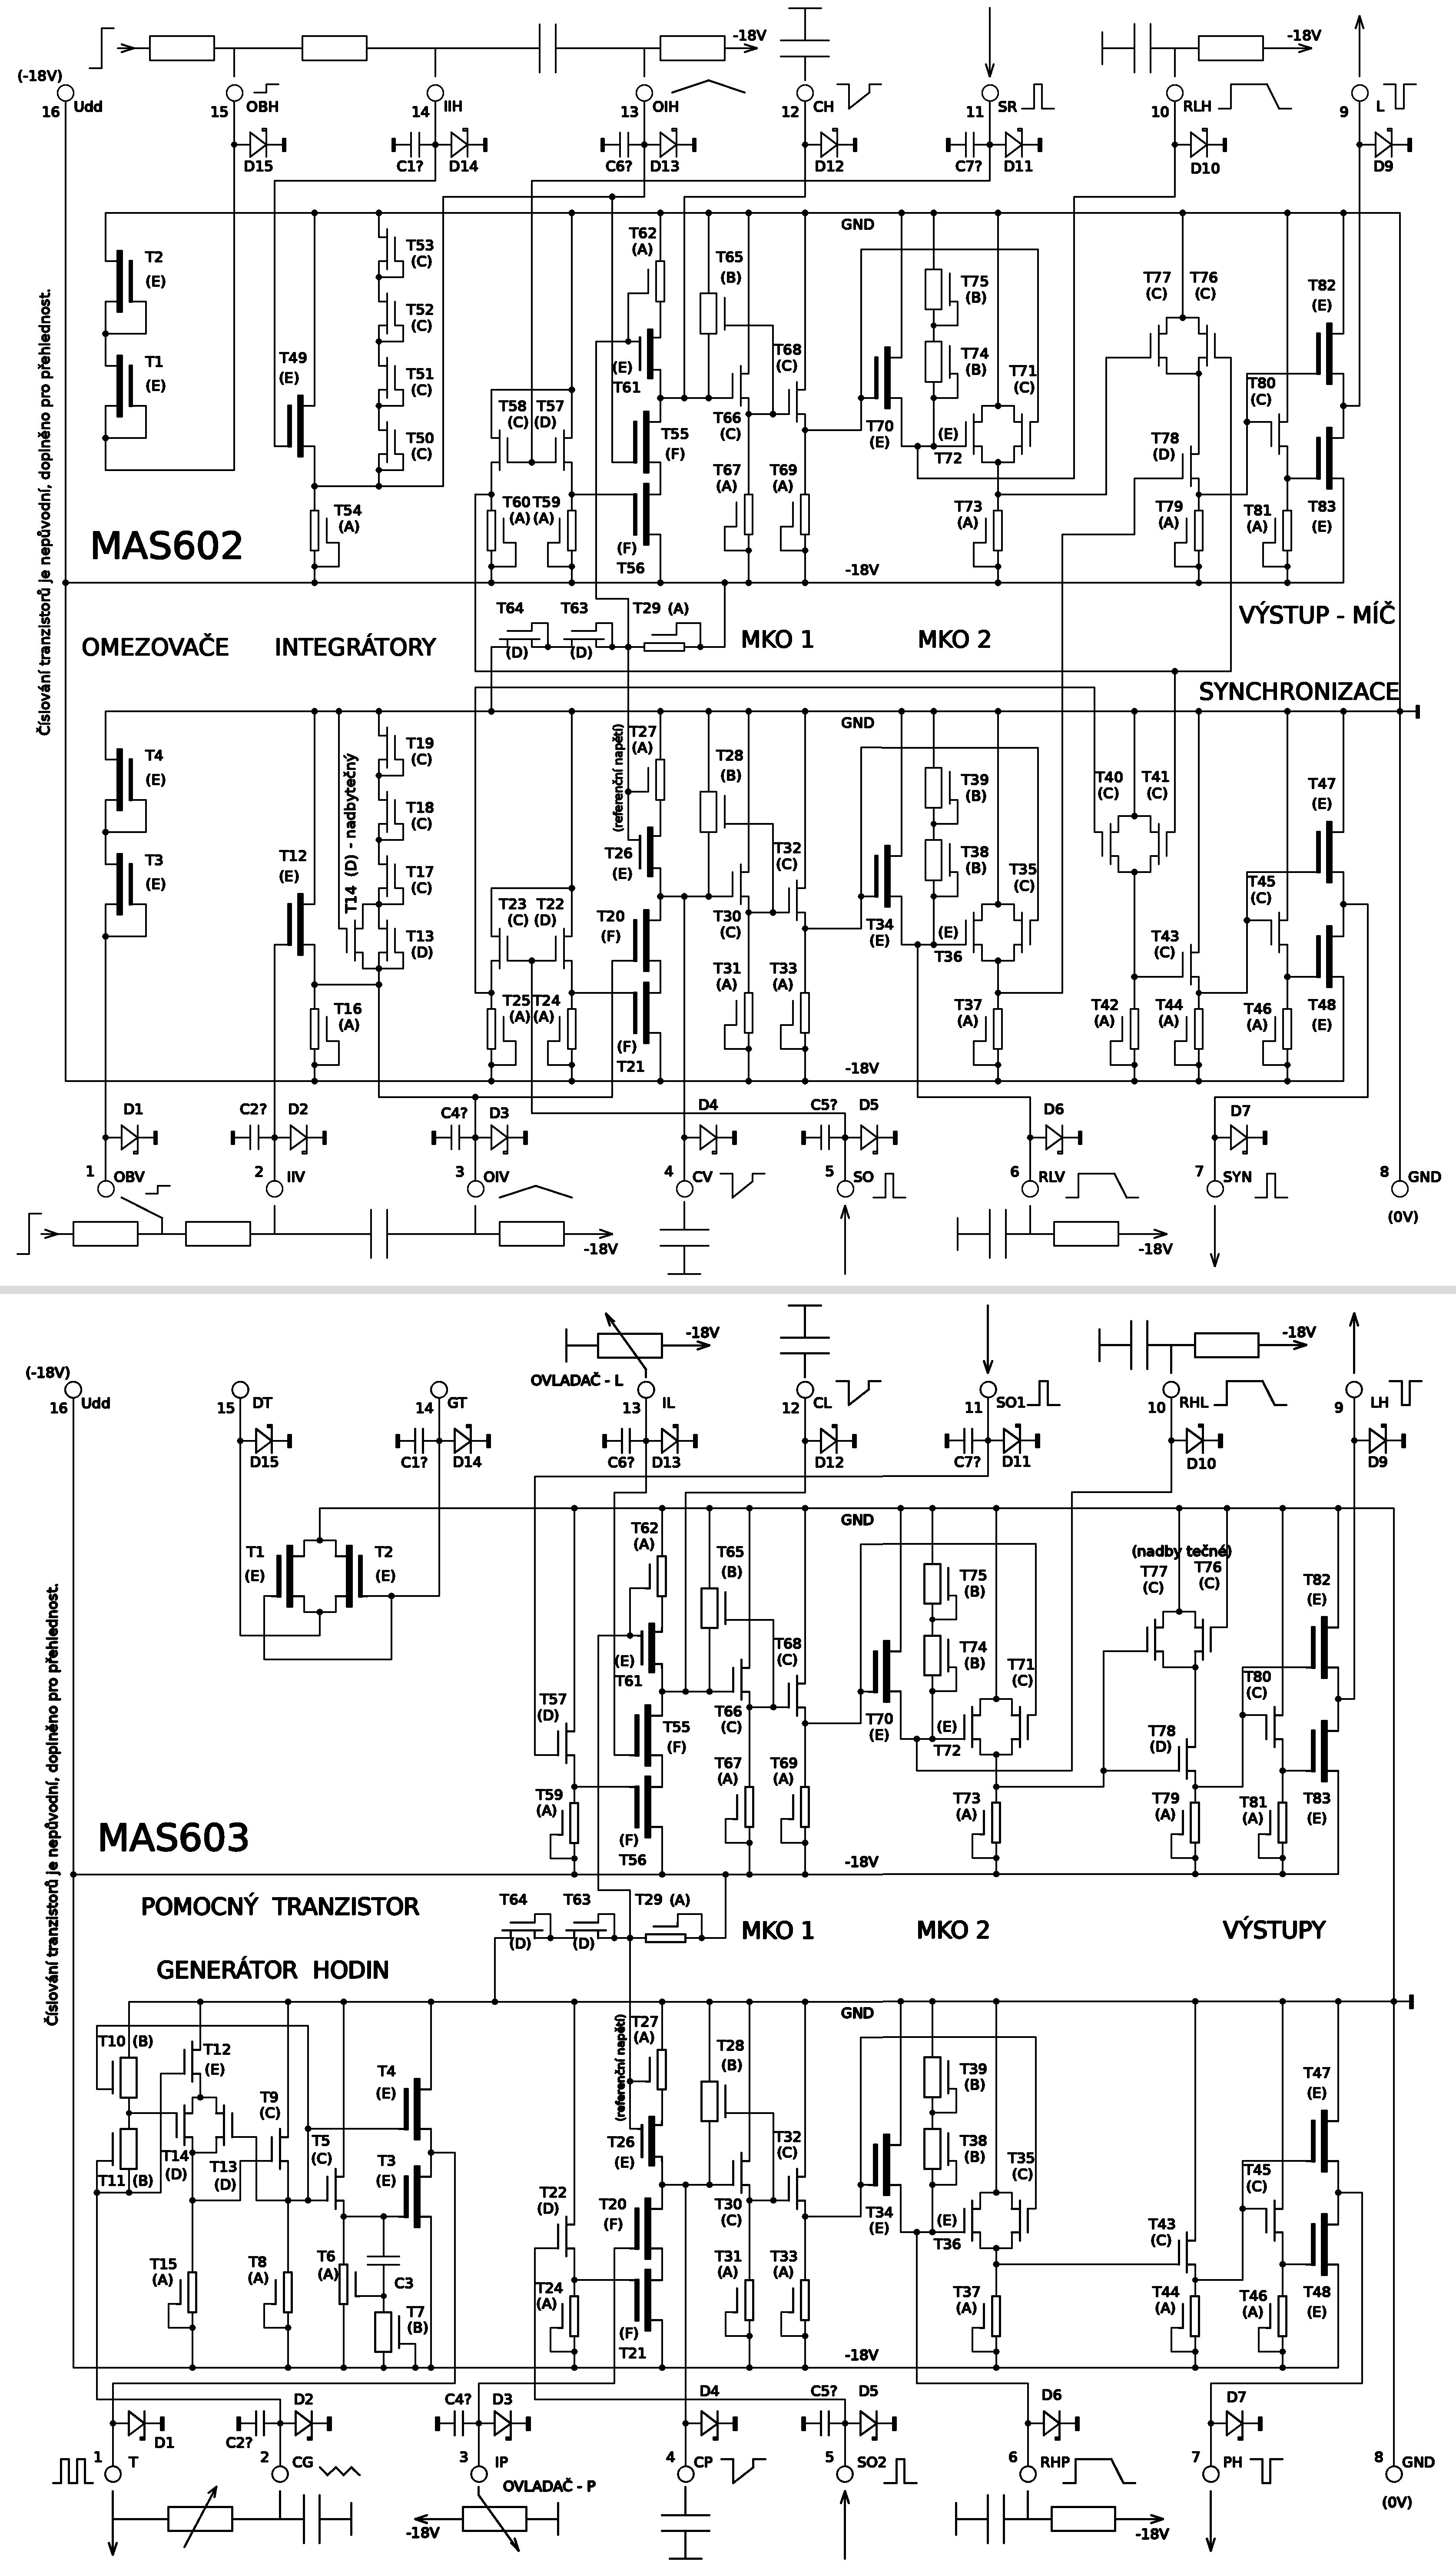 -18V
-18V
(-18V)
16 Udd
15 OBH
14 IIH
13 OIH
12 CH
11 SR
10 RLH
9 L
D15
C1? D14
C6? D13
D12
C7? D11
D10
D9
GND
T2
(E)
T1
(E)
T49
(E)
T53
(C)
T52
(C)
T51
(C)
T50
(C)
T54
(A)
T58
(C)
T57
(D)
T60
(A)
T59
(A)
T62
(A)
(E)
T61
T55
(F)
(F)
T56
T65
(B)
T66
(C)
T67
(A)
T68
(C)
T69
(A)
T70
(E)
T75
(B)
T74
(B)
(E)
T72
T71
(C)
T73
(A)
T77
(C)
T76
(C)
T78
(D)
T79
(A)
T80
(C)
T81
(A)
T82
(E)
T83
(E)
MAS602
-18V
Číslování tranzistorů je nepůvodní, doplněno pro přehlednost.
OMEZOVAČE
INTEGRÁTORY
T64
(D)
T63
(D)
T29 (A)
MKO 1
MKO 2
VÝSTUP - MÍČ
SYNCHRONIZACE
GND
T4
(E)
T3
(E)
T12
(E)
T14 (D) - nadbytečný
T19
(C)
T18
(C)
T17
(C)
T13
(D)
T16
(A)
T23
(C)
T22
(D)
T25
(A)
T24
(A)
(referenční napětí)
T27
(A)
T26
(E)
T20
(F)
(F)
T21
T28
(B)
T30
(C)
T31
(A)
T32
(C)
T33
(A)
T34
(E)
T39
(B)
T38
(B)
(E)
T36
T35
(C)
T37
(A)
T40
(C)
T41
(C)
T42
(A)
T43
(C)
T44
(A)
T45
(C)
T46
(A)
T47
(E)
T48
(E)
-18V
D1
C2? D2
C4? D3
D4
C5? D5
D6
D7
1 OBV
2 IIV
3 OIV
4 CV
5 SO
6 RLV
7 SYN
8 GND
(0V)
-18V
-18V
-18V
-18V
OVLADAČ - L
(-18V)
16 Udd
15 DT
14 GT
13 IL
12 CL
11 SO1
10 RHL
9 LH
D15
C1? D14
C6? D13
D12
C7? D11
D10
D9
GND
T1
(E)
T2
(E)
T57
(D)
T59
(A)
T62
(A)
(E)
T61
T55
(F)
(F)
T56
T65
(B)
T66
(C)
T67
(A)
T68
(C)
T69
(A)
T70
(E)
T75
(B)
T74
(B)
(E)
T72
T71
(C)
T73
(A)
(nadby tečné)
T77
(C)
T76
(C)
T78
(D)
T79
(A)
T80
(C)
T81
(A)
T82
(E)
T83
(E)
MAS603
-18V
Číslování tranzistorů je nepůvodní, doplněno pro přehlednost.
POMOCNÝ TRANZISTOR
GENERÁTOR HODIN
T64
(D)
T63
(D)
T29 (A)
MKO 1
MKO 2
VÝSTUPY
GND
T10 (B)
T11 (B)
T12
(E)
T14
(D)
T13
(D)
T9
(C)
T5
(C)
T4
(E)
T3
(E)
T15
(A)
T8
(A)
T6
(A)
C3
T7
(B)
T22
(D)
T24
(A)
(referenční napětí)
T27
(A)
T26
(E)
T20
(F)
(F)
T21
T28
(B)
T30
(C)
T31
(A)
T32
(C)
T33
(A)
T34
(E)
T39
(B)
T38
(B)
(E)
T36
T35
(C)
T37
(A)
T43
(C)
T44
(A)
T45
(C)
T46
(A)
T47
(E)
T48
(E)
-18V
D1
C2?
D2
C4? D3
D4
C5? D5
D6
D7
1 T
2 CG
3 IP
4 CP
5 SO2
6 RHP
7 PH
8 GND
(0V)
OVLADAČ - P
-18V
-18V